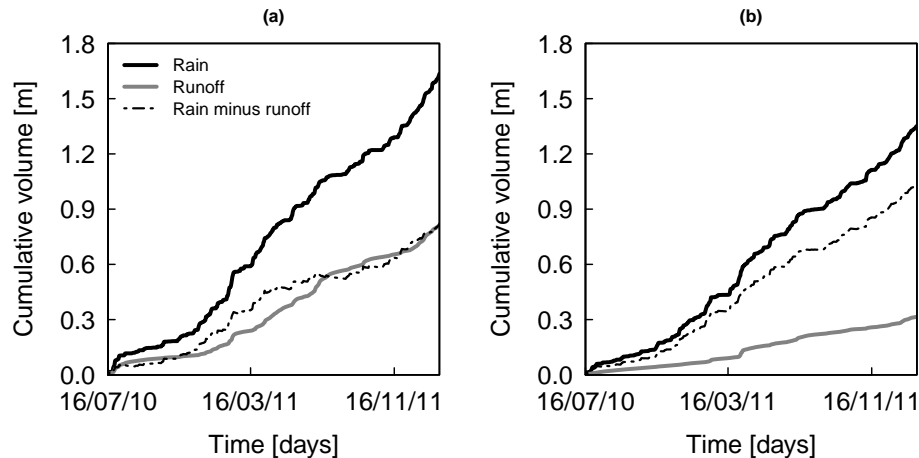 (a)
Cumulative volume [m]
1.8
1.5
1.2
0.9
0.6
0.3
0.0
Rain
Runoff
Rain minus runoff
16/07/10 16/03/11 16/11/11
Time [days]
(b)
Cumulative volume [m]
1.8
1.5
1.2
0.9
0.6
0.3
0.0
16/07/10 16/03/11 16/11/11
Time [days]